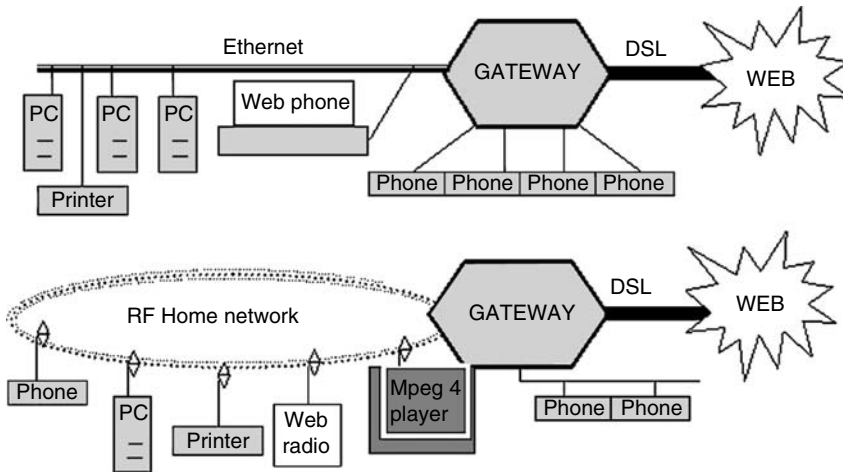 Ethernet
GATEWAY
DSL
WEB
PC
PC
PC
Web phone
Printer
Phone
Phone
Phone
Phone
RF Home network
GATEWAY
DSL
WEB
Phone
PC
Printer
Web
radio
Mpeg 4
player
Phone
Phone